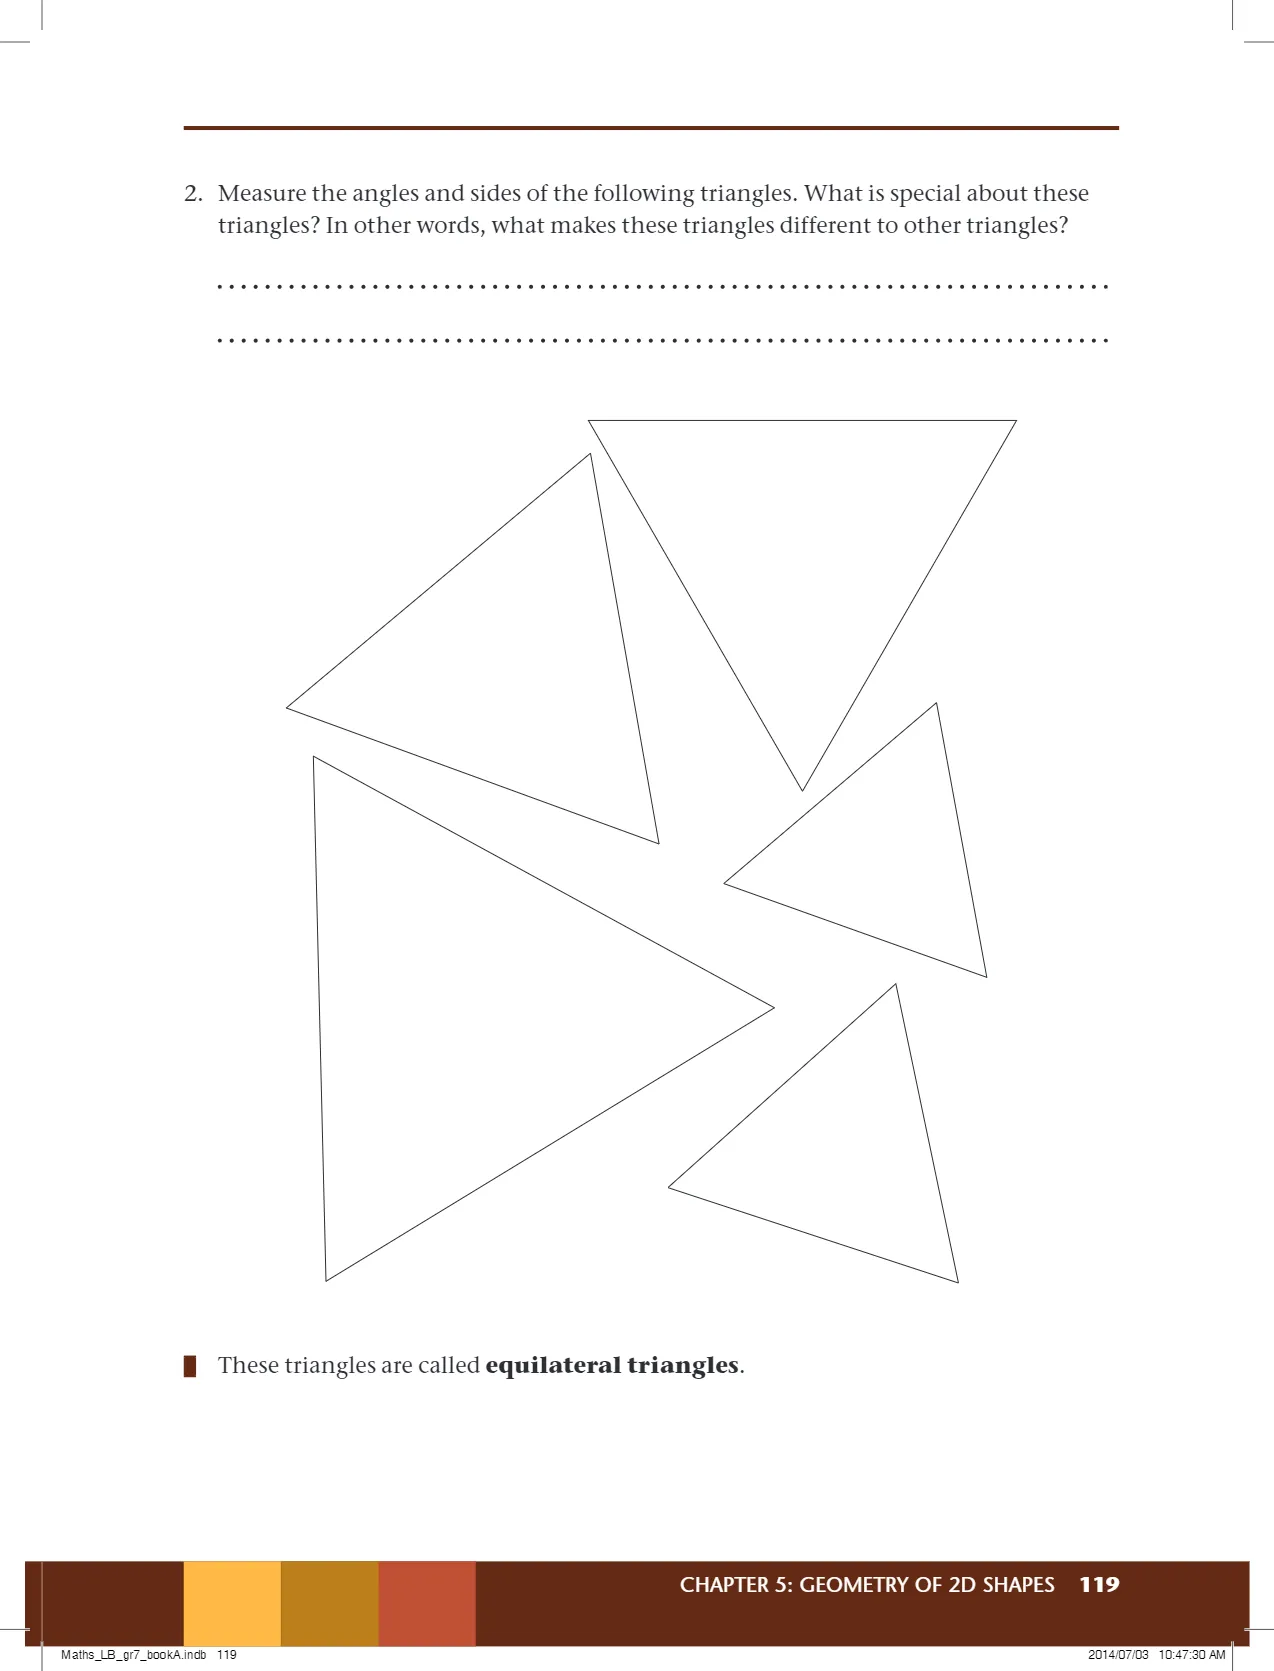 2. Measure the angles and sides of the following triangles. What is special about these
triangles? In other words, what makes these triangles different to other triangles?
These triangles are called equilateral triangles.
CHAPTER 5: GEOMETRY OF 2D SHAPES 119
Maths_LB_gr7_bookA.indb 119 2014/07/03 10:47:30 AM